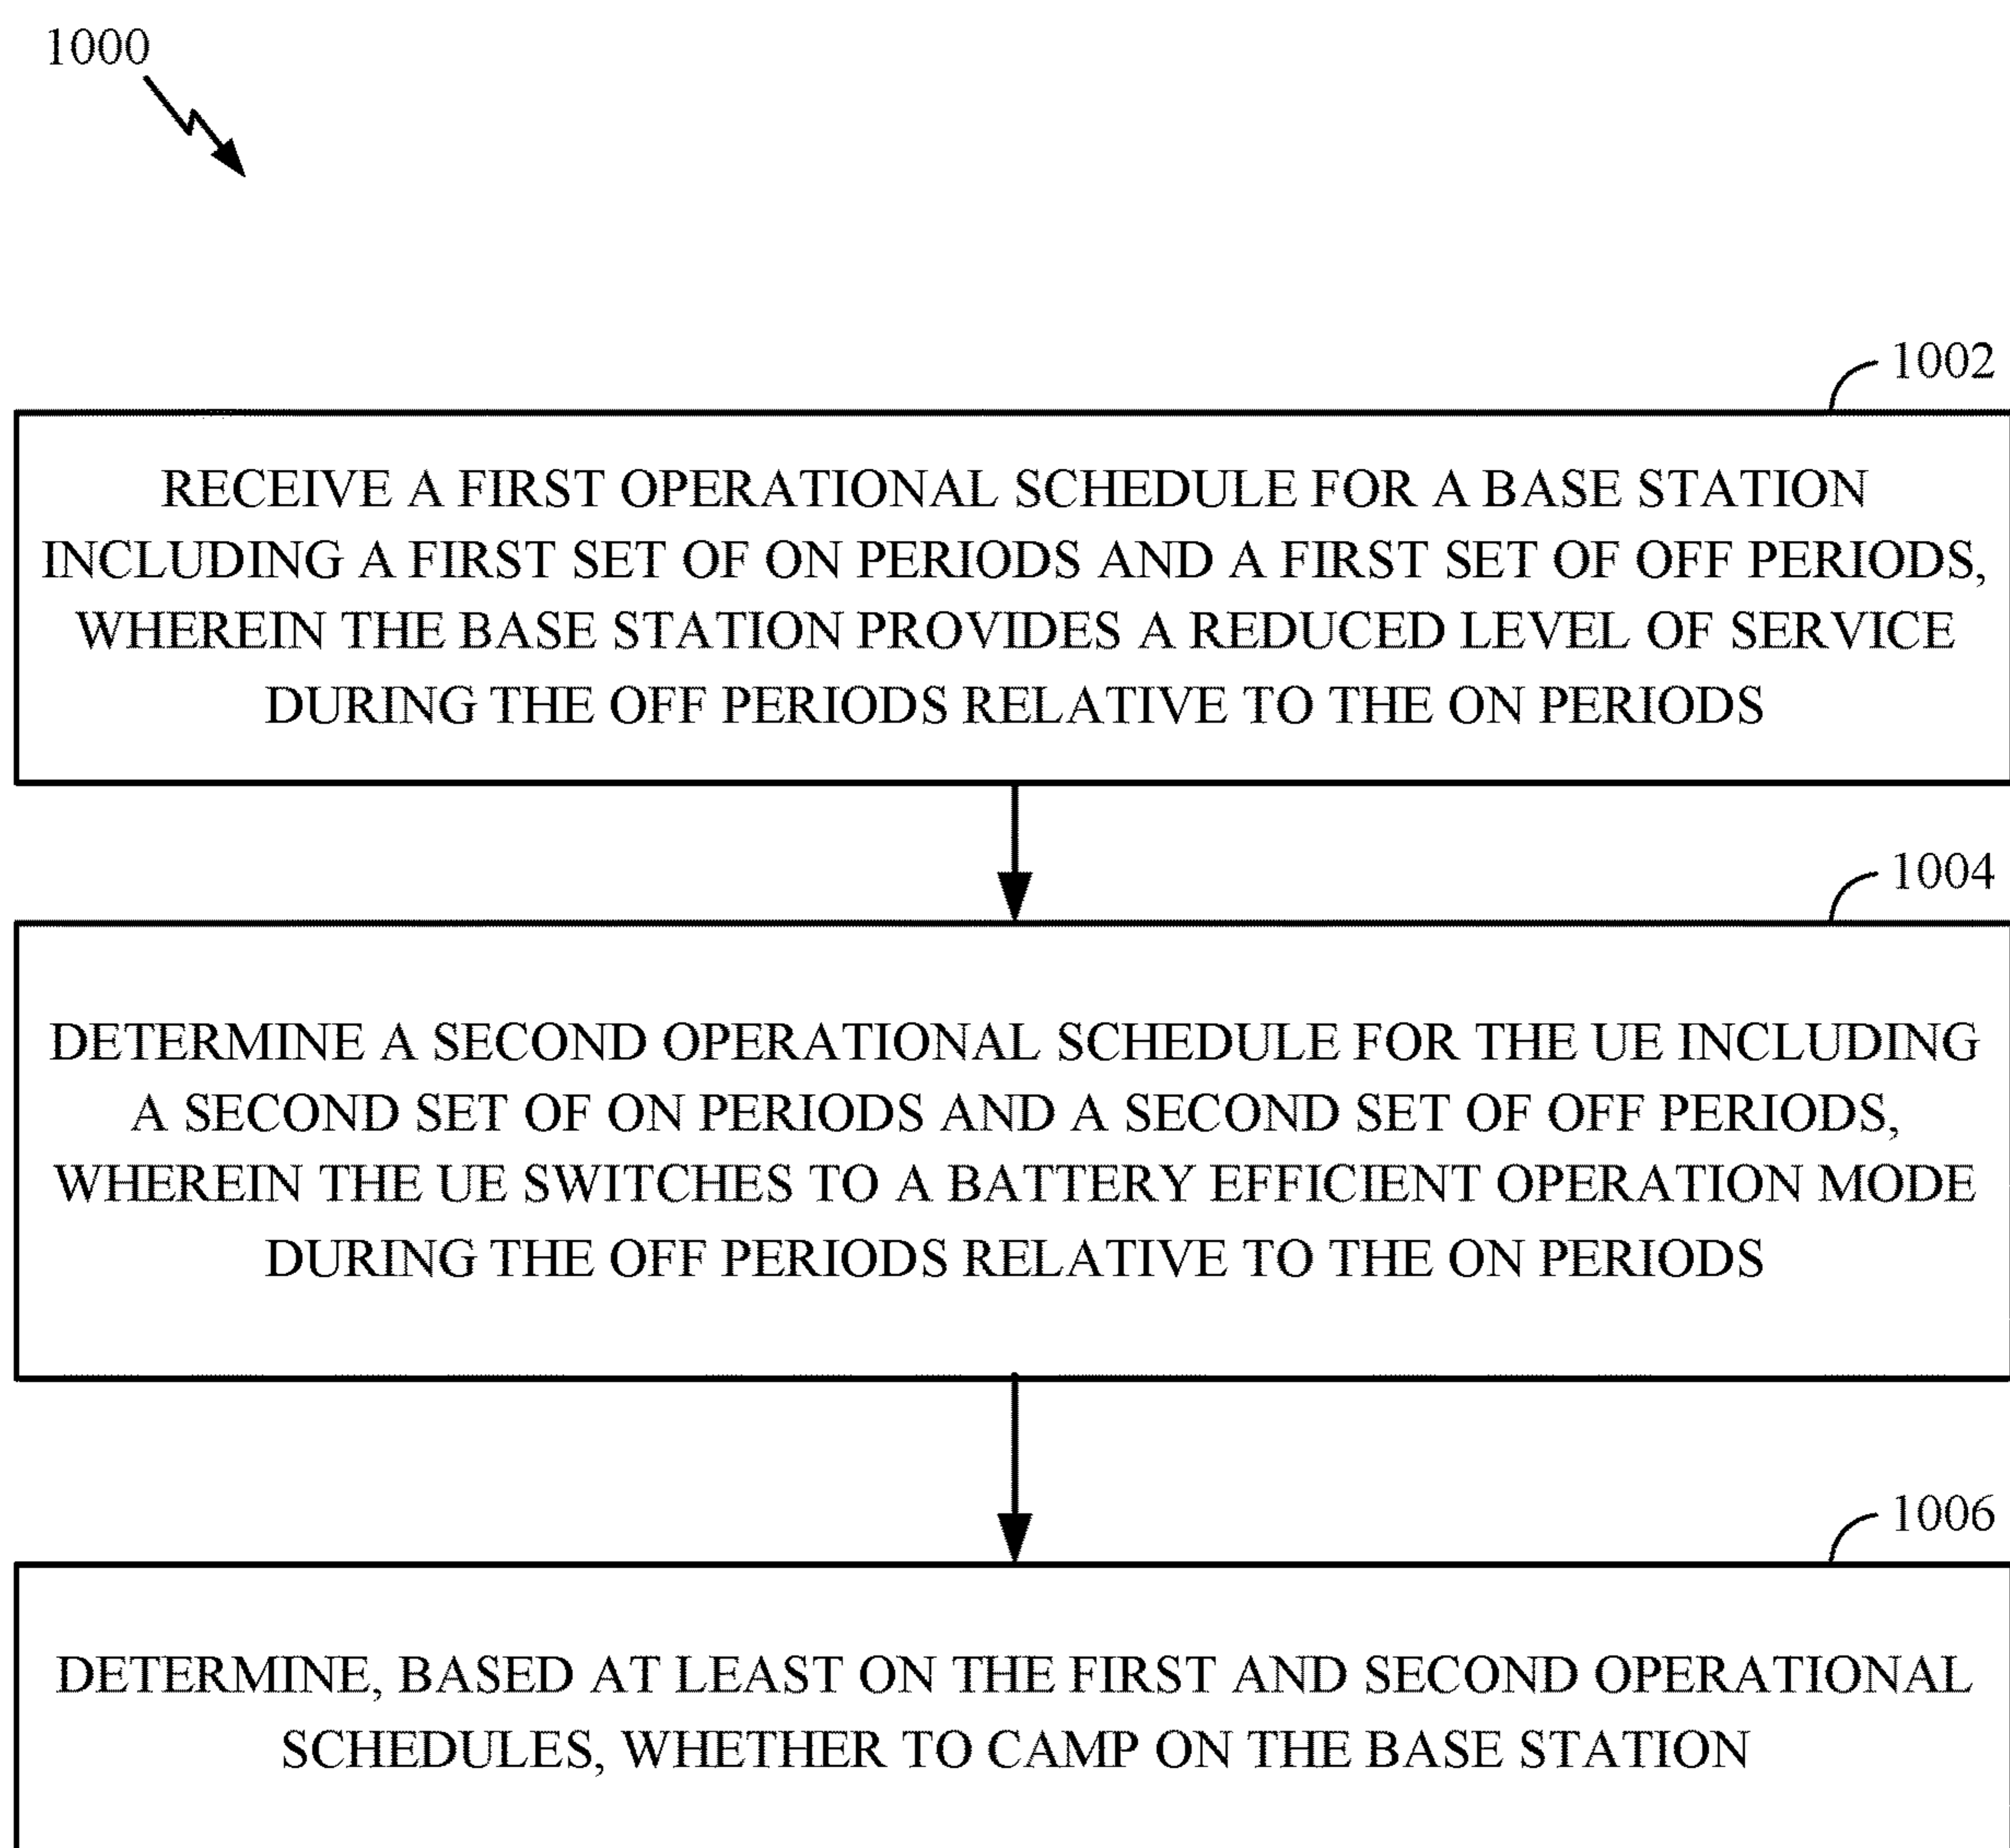 1000
1002
RECEIVE A FIRST OPERATIONAL SCHEDULE FOR A BASE STATION
INCLUDING A FIRST SET OF ON PERIODS AND A FIRST SET OF OFF PERIODS,
WHEREIN THE BASE STATION PROVIDES A REDUCED LEVEL OF SERVICE
DURING THE OFF PERIODS RELATIVE TO THE ON PERIODS
1004
DETERMINE A SECOND OPERATIONAL SCHEDULE FOR THE UE INCLUDING
A SECOND SET OF ON PERIODS AND A SECOND SET OF OFF PERIODS,
WHEREIN THE UE SWITCHES TO A BATTERY EFFICIENT OPERATION MODE
DURING THE OFF PERIODS RELATIVE TO THE ON PERIODS
1006
DETERMINE, BASED AT LEAST ON THE FIRST AND SECOND OPERATIONAL
SCHEDULES, WHETHER TO CAMP ON THE BASE STATION